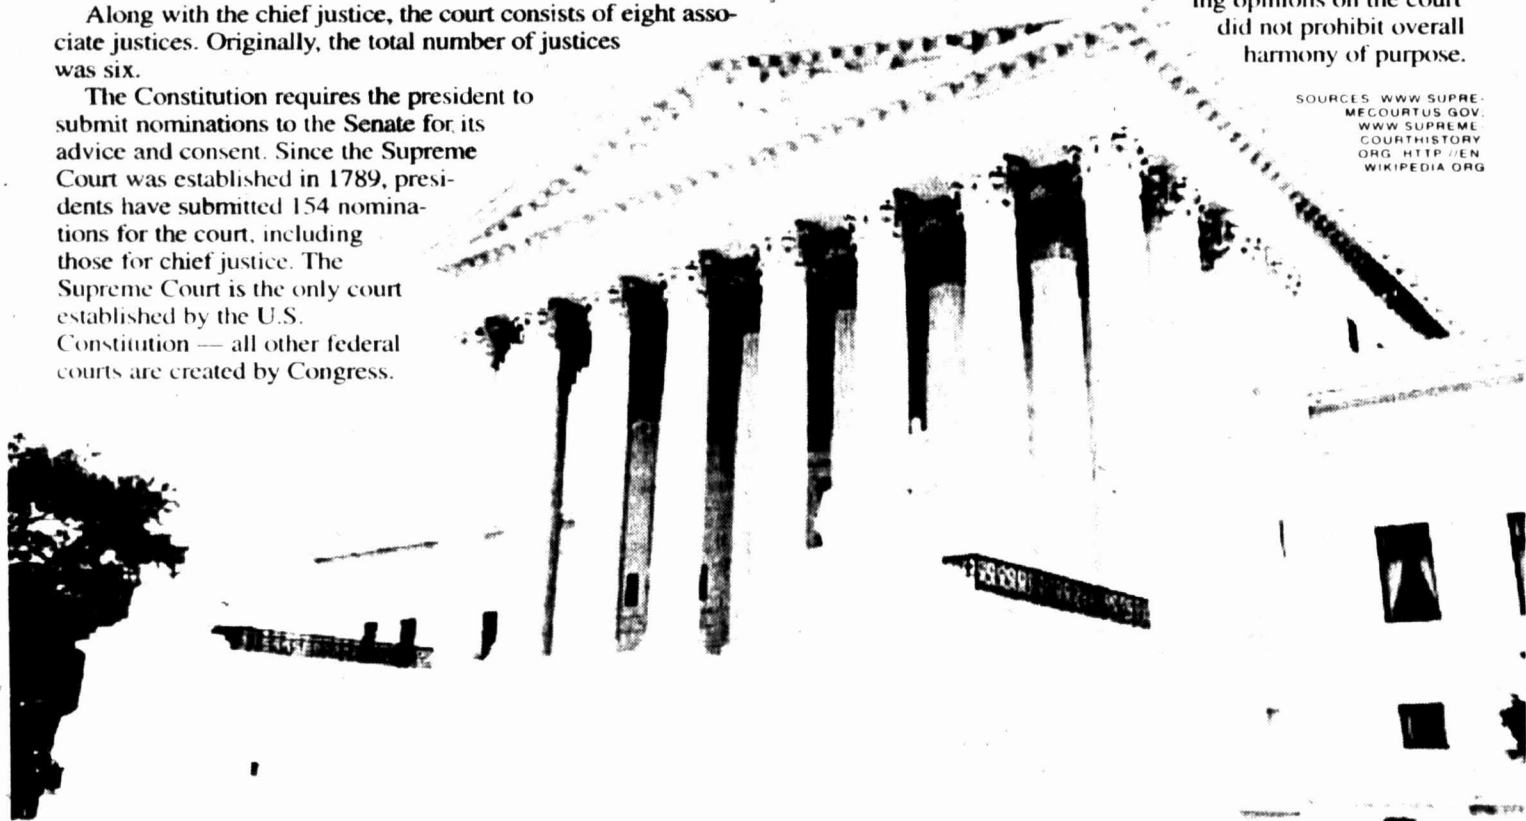 Along with the chief justice, the court consists of eight asso-
ciate justices. Originally, the total number of justices
was six.
The Constitution requires the president to
submit nominations to the Senate for its
advice and consent. Since the Supreme
Court was established in 1789, presi-
dents have submitted 154 nomina-
tions for the court, including
those for chief justice. The
Supreme Court is the only court
established by the U.S.
Constitution — all other federal
courts are created by Congress.
ing opinions on the court
did not prohibit overall
harmony of purpose.
SOURCES WWW SUPRE-
MECOURTUS GOV,
WWW SUPREME
COURTHISTORY
ORG HTTP //EN
WIKIPEDIA ORG